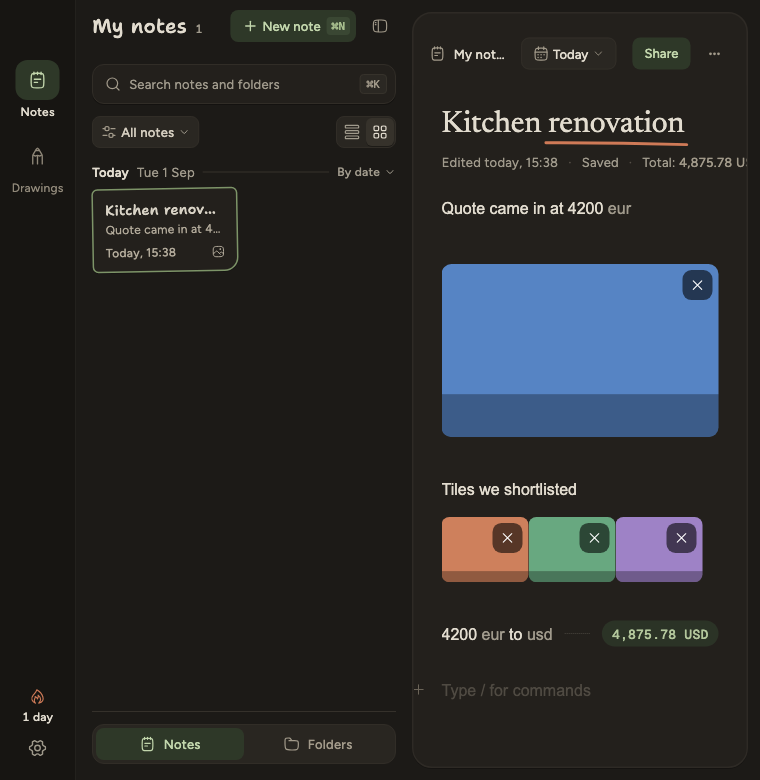 My notes 1
+ New note ⌘N
Search notes and folders ⌘K
All notes
Today Tue 1 Sep By date
Kitchen renov...
Quote came in at 4...
Today, 15:38
Notes
Drawings
1 day
Notes Folders
My not... Today Share ...
Kitchen renovation
Edited today, 15:38 · Saved · Total: 4,875.78 U
Quote came in at 4200 eur
Tiles we shortlisted
4200 eur to usd 4,875.78 USD
+ Type / for commands